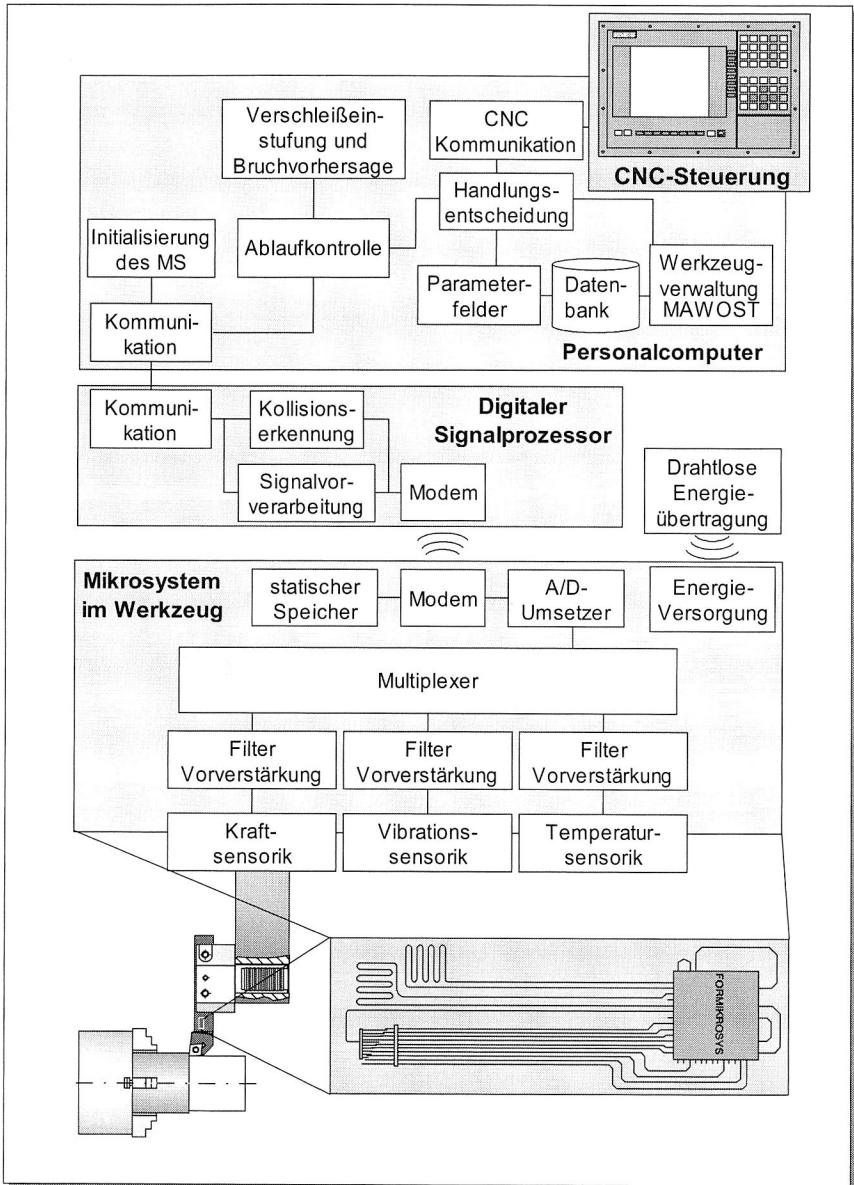 CNC-Steuerung
Verschleißein-
stufung und
Bruchvorhersage
CNC
Kommunikation
Handlungs-
entscheidung
Initialisierung
des MS
Ablaufkontrolle
Parameter-
felder
Daten-
bank
Werkzeug-
verwaltung
MAWOST
Kommuni-
kation
Personalcomputer
Kommuni-
kation
Kollisions-
erkennung
Digitaler
Signalprozessor
Signalvor-
verarbeitung
Modem
Drahtlose
Energie-
übertragung
Mikrosystem
im Werkzeug
statischer
Speicher
Modem
A/D-
Umsetzer
Energie-
Versorgung
Multiplexer
Filter
Vorverstärkung
Filter
Vorverstärkung
Filter
Vorverstärkung
Kraft-
sensorik
Vibrations-
sensorik
Temperatur-
sensorik
FORMIKROSYS